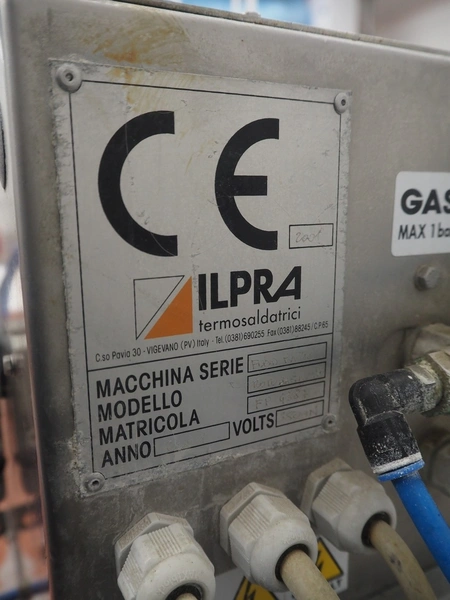 CE
ILPRA
termosaldatrici
C.so Pavia 30 - VIGEVANO (PV) Italy - Tel. (0381) 690255 Fax (0381) 88245 / C.P. 65
MACCHINA SERIE
MODELLO
MATRICOLA
ANNO VOLTS
GAS
MAX 1 ba